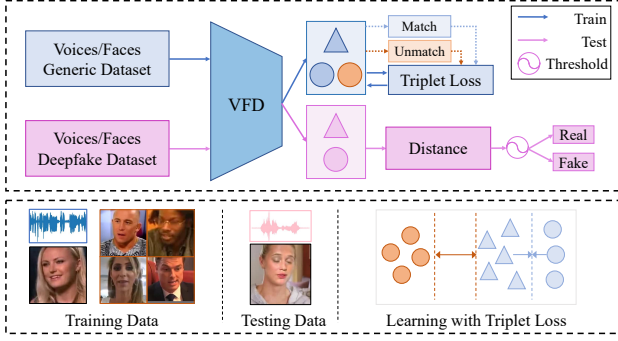 Voices/Faces
Generic Dataset
Voices/Faces
Deepfake Dataset
VFD
Match
Unmatch
Triplet Loss
Distance
Real
Fake
Train
Test
Threshold
Training Data
Testing Data
Learning with Triplet Loss